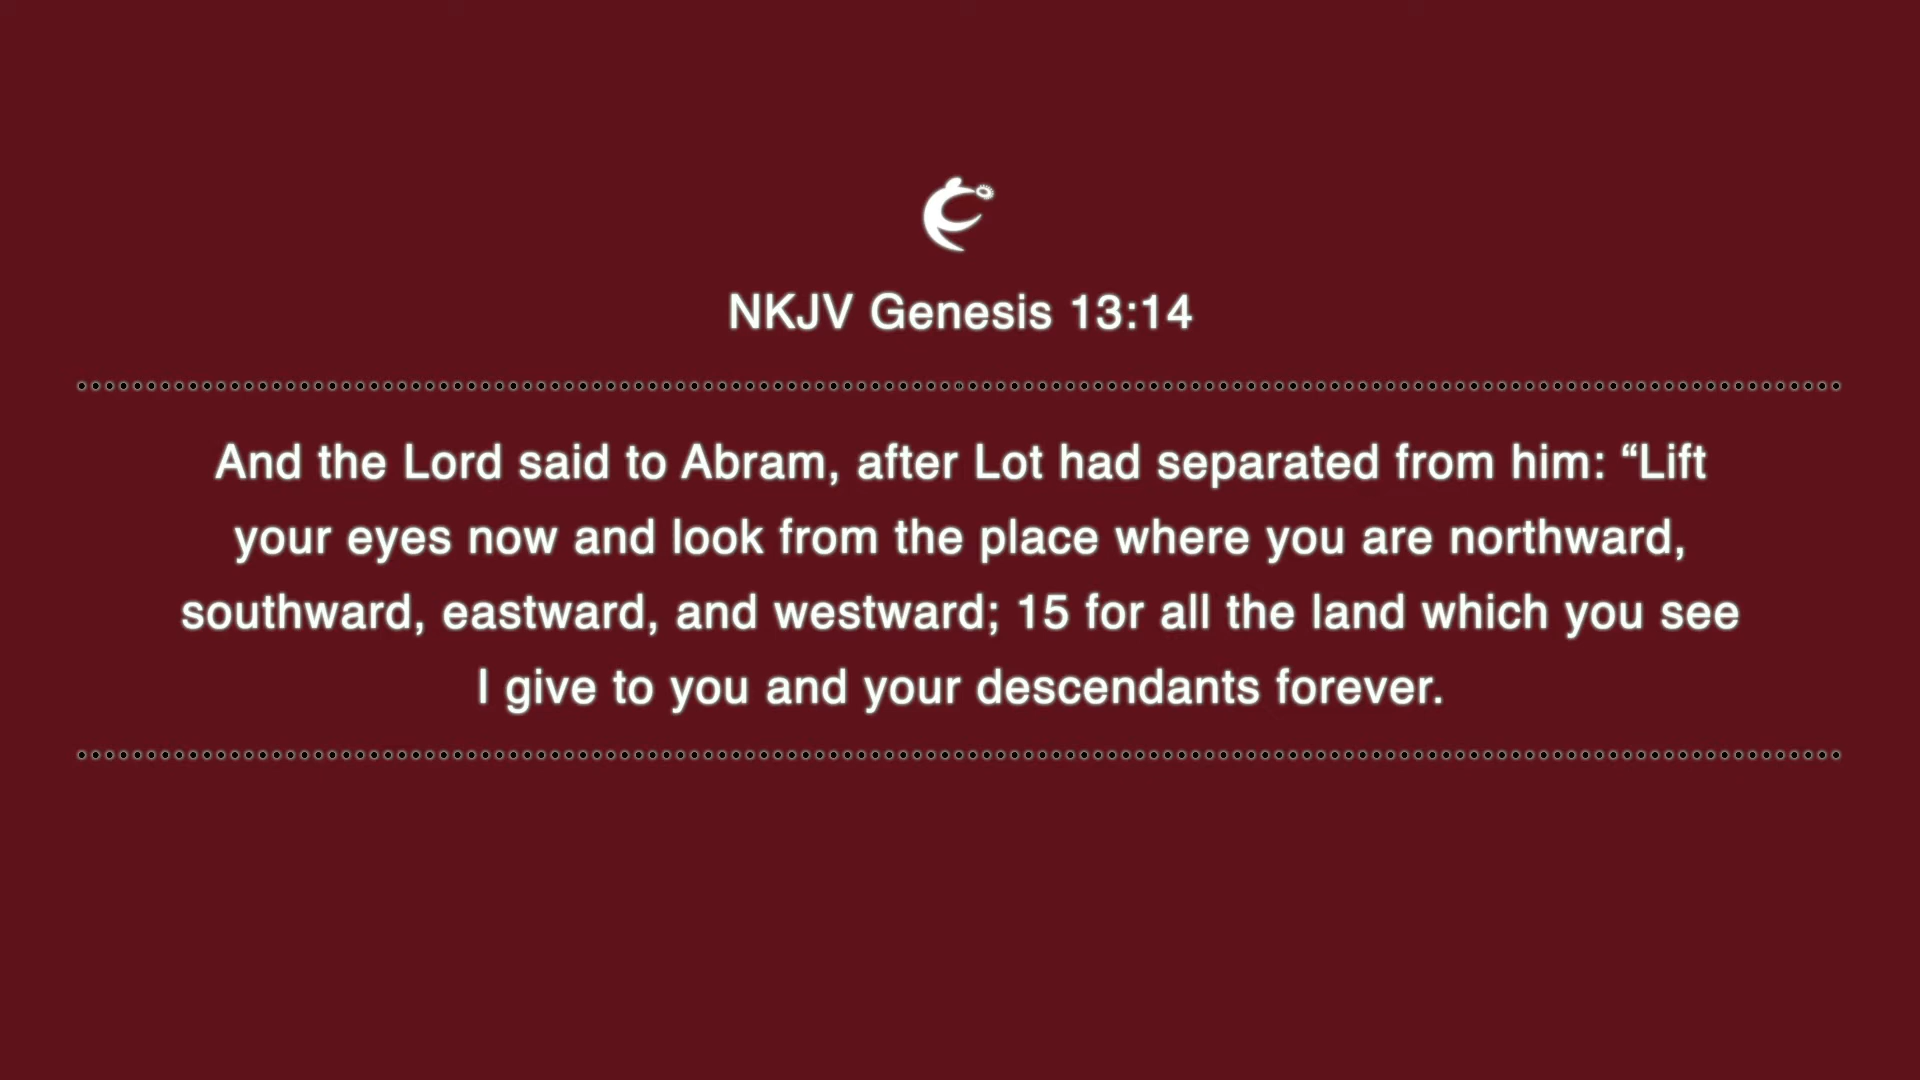 NKJV Genesis 13:14
And the Lord said to Abram, after Lot had separated from him: “Lift
your eyes now and look from the place where you are northward,
southward, eastward, and westward; 15 for all the land which you see
I give to you and your descendants forever.